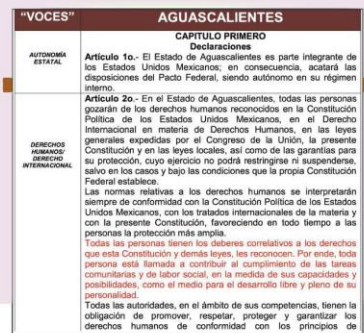 “VOCES”
AGUASCALIENTES
CAPITULO PRIMERO
Declaraciones
AUTONOMÍA
ESTATAL
Artículo 1o.- El Estado de Aguascalientes es parte integrante de
los Estados Unidos Mexicanos; en consecuencia, acatará las
disposiciones del Pacto Federal, siendo autónomo en su régimen
interno.
DERECHOS
HUMANOS/
DERECHO
INTERNACIONAL
Artículo 2o.- En el Estado de Aguascalientes, todas las personas
gozarán de los derechos humanos reconocidos en la Constitución
Política de los Estados Unidos Mexicanos, en el Derecho
Internacional en materia de Derechos Humanos, en las leyes
generales expedidas por el Congreso de la Unión, la presente
Constitución y en las leyes locales, así como de las garantías para
su protección, cuyo ejercicio no podrá restringirse ni suspenderse,
salvo en los casos y bajo las condiciones que la propia Constitución
Federal establece.
Las normas relativas a los derechos humanos se interpretarán
siempre de conformidad con la Constitución Política de los Estados
Unidos Mexicanos, con los tratados internacionales de la materia y
con la presente Constitución, favoreciendo en todo tiempo a las
personas la protección más amplia.
Todas las personas tienen los deberes correlativos a los derechos
que esta Constitución y demás leyes, les reconocen. Por ende, toda
persona está llamada a contribuir al cumplimiento de las tareas
comunitarias y de labor social, en la medida de sus capacidades y
posibilidades, como el medio para el desarrollo libre y pleno de su
personalidad.
Todas las autoridades, en el ámbito de sus competencias, tienen la
obligación de promover, respetar, proteger y garantizar los
derechos humanos de conformidad con los principios de